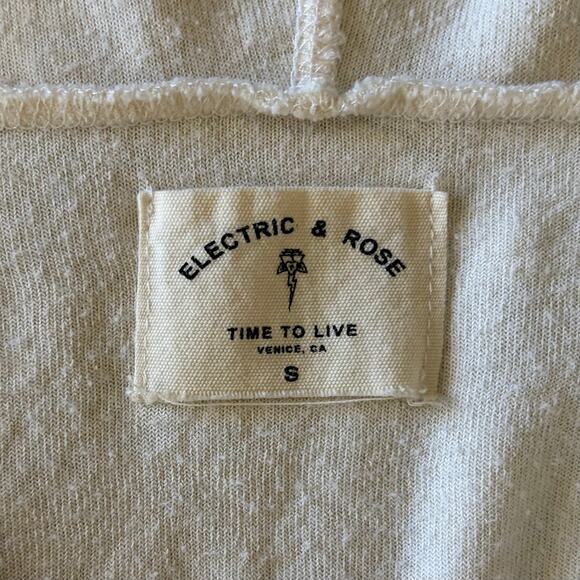 ELECTRIC & ROSE
TIME TO LIVE
VENICE, CA
S